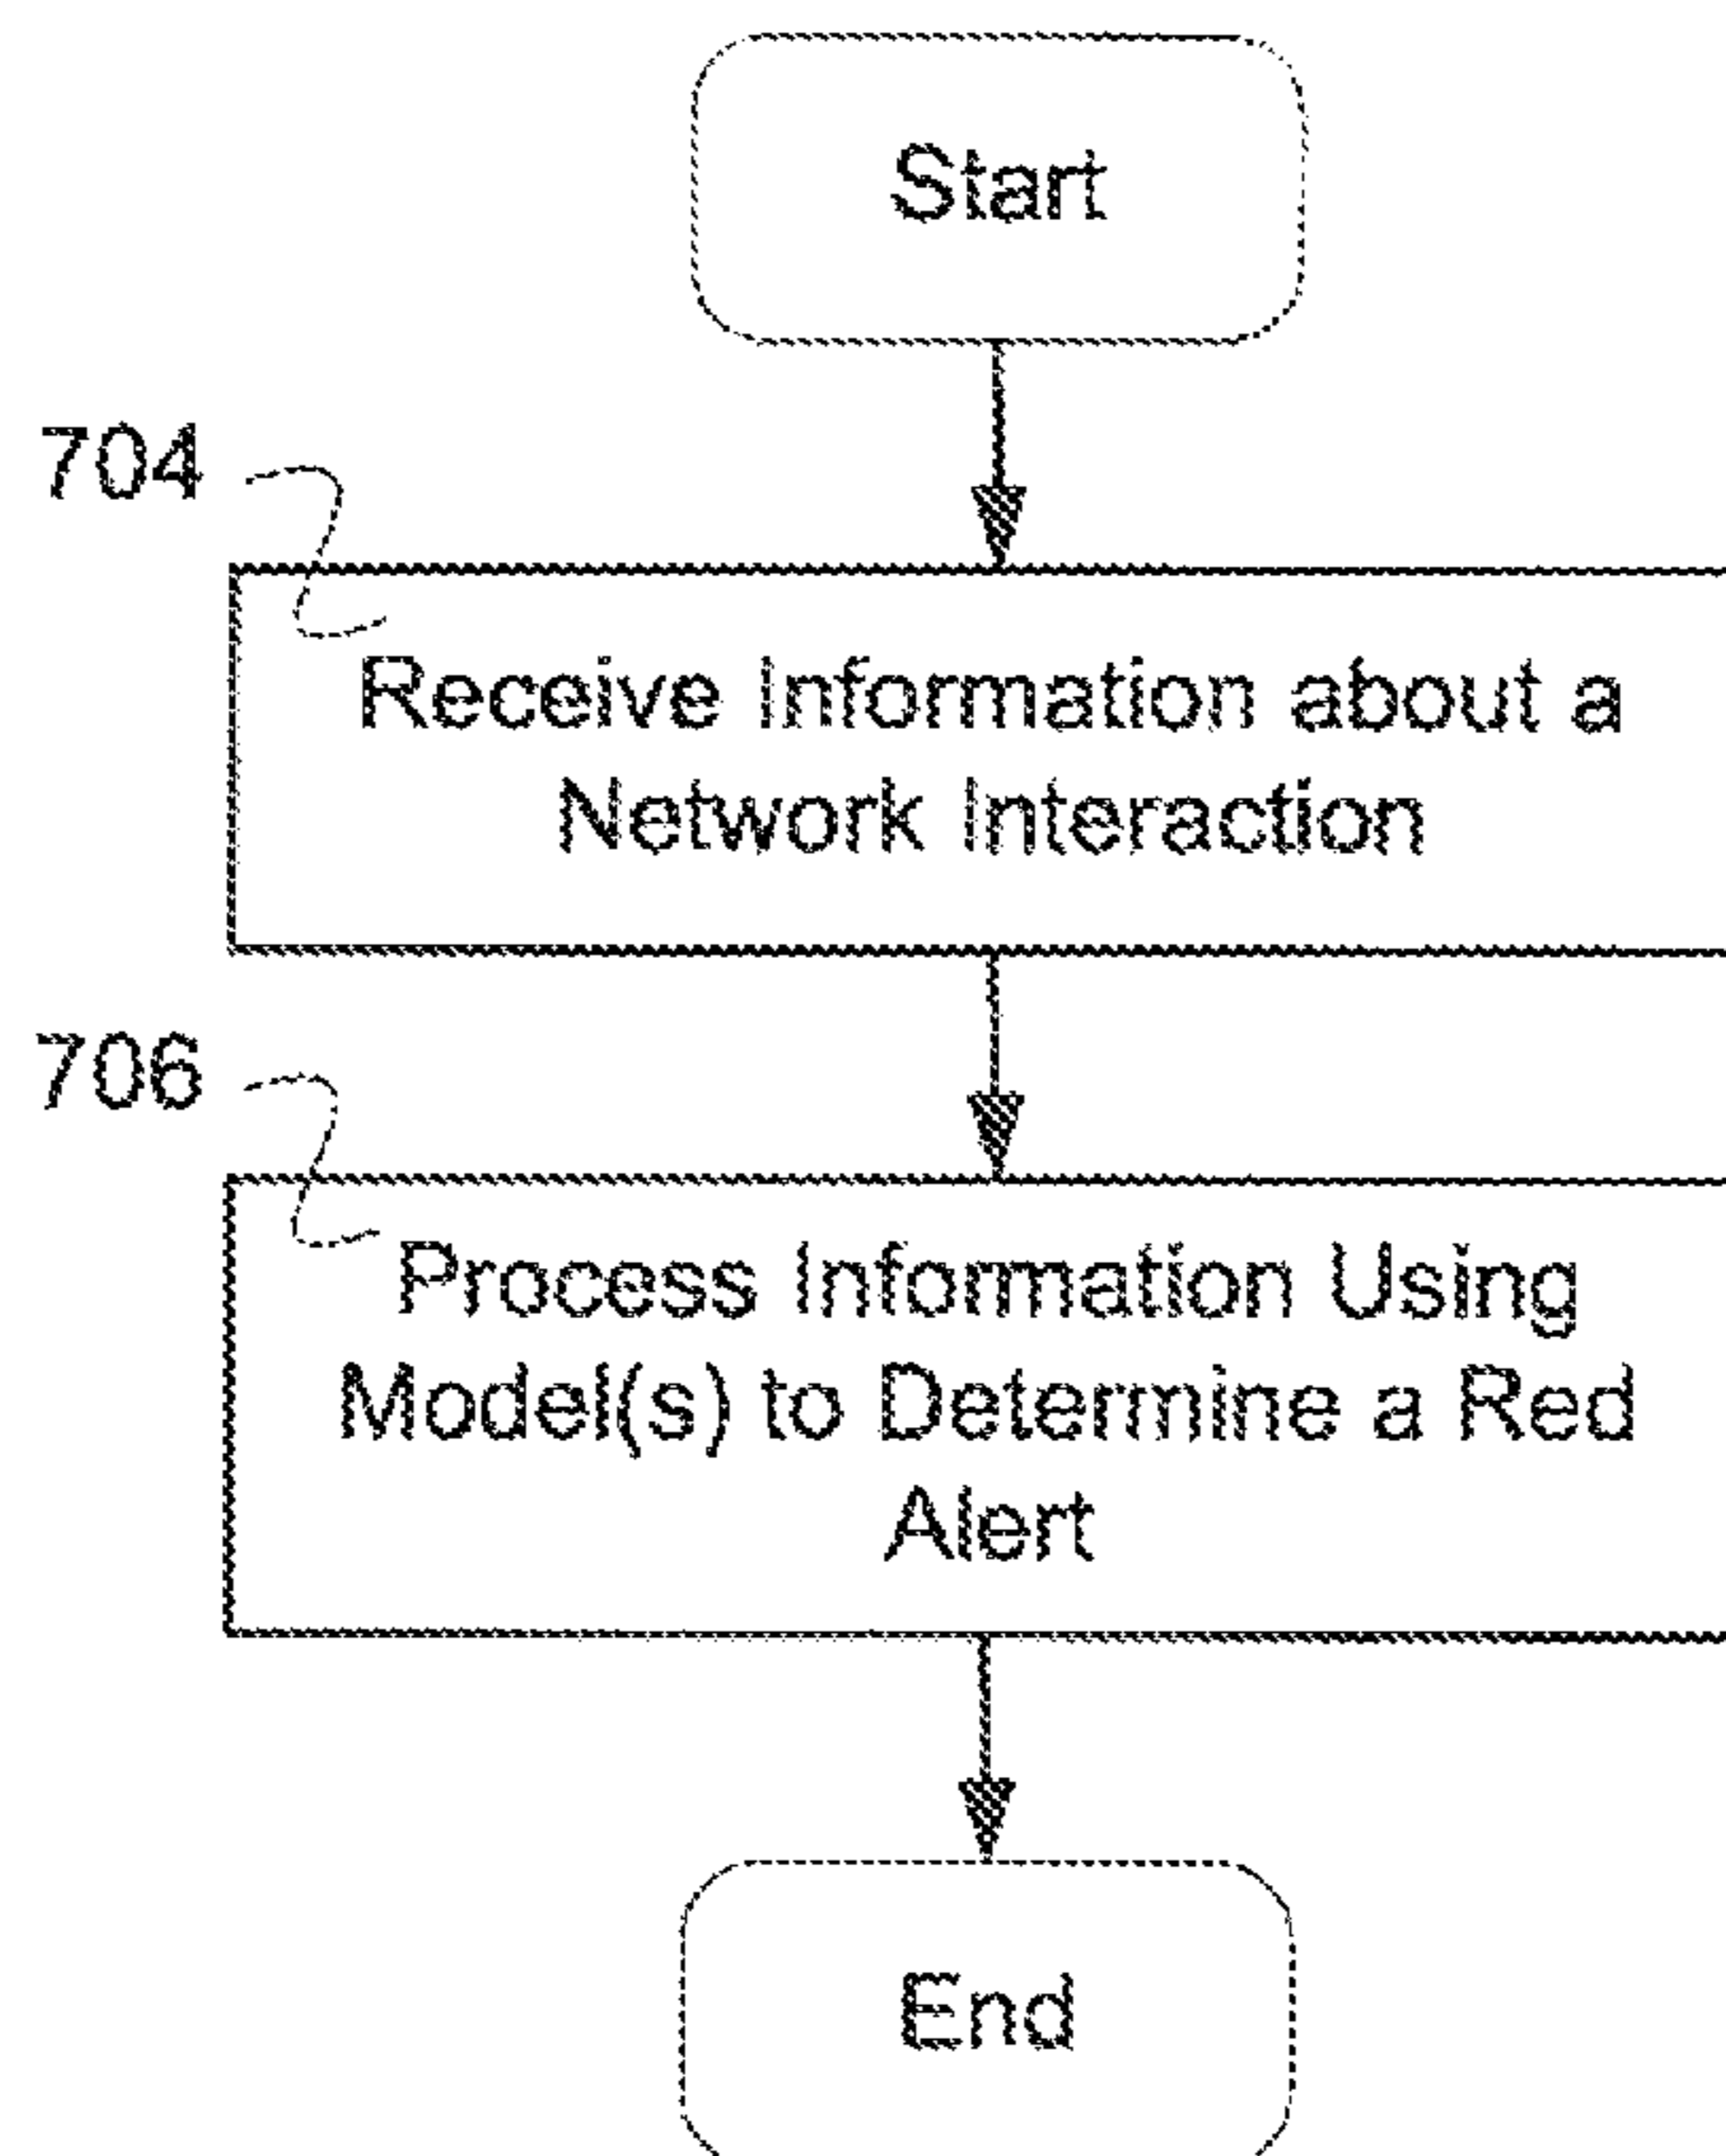 Start
704
Receive Information about a
Network Interaction
706
Process Information Using
Model(s) to Determine a Red
Alert
End